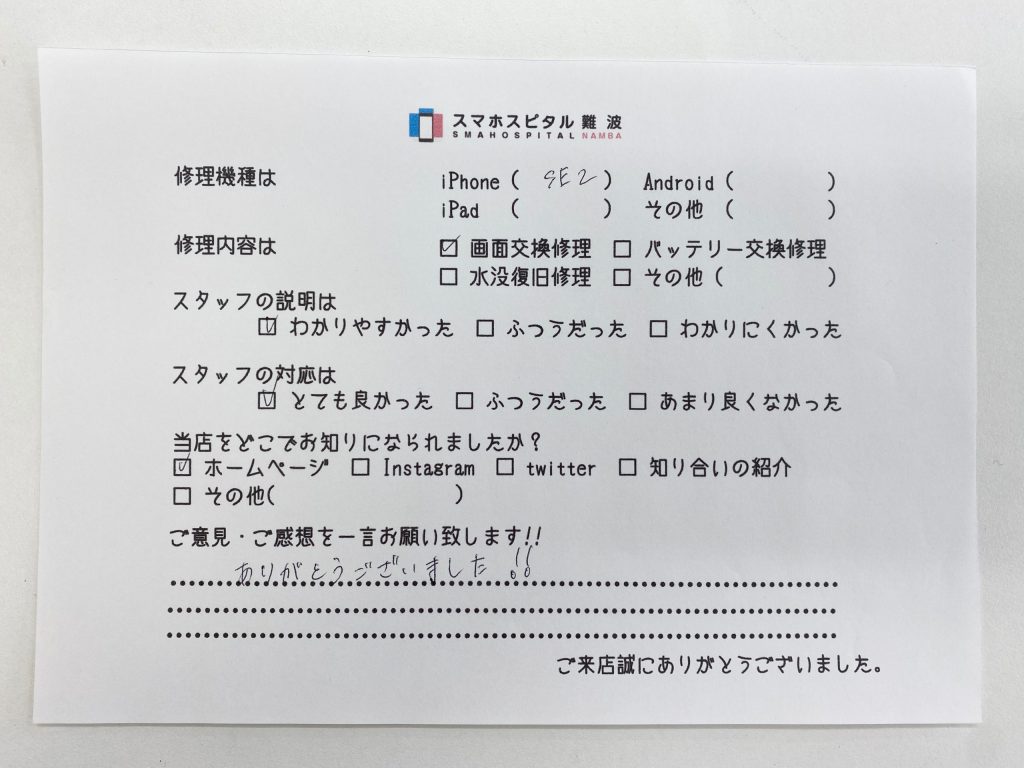 スマホスピタル 難波
SMAHOSPITAL NAMBA
修理機種は iPhone ( SE2 ) Android ( )
iPad ( ) その他 ( )
修理内容は ☑ 画面交換修理 □ バッテリー交換修理
□ 水没復旧修理 □ その他 ( )
スタッフの説明は
☑ わかりやすかった □ ふつうだった □ わかりにくかった
スタッフの対応は
☑ とても良かった □ ふつうだった □ あまり良くなかった
当店をどこでお知りになられましたか？
☑ ホームページ □ Instagram □ twitter □ 知り合いの紹介
□ その他( )
ご意見・ご感想を一言お願い致します!!
ありがとうございました!!
ご来店誠にありがとうございました。